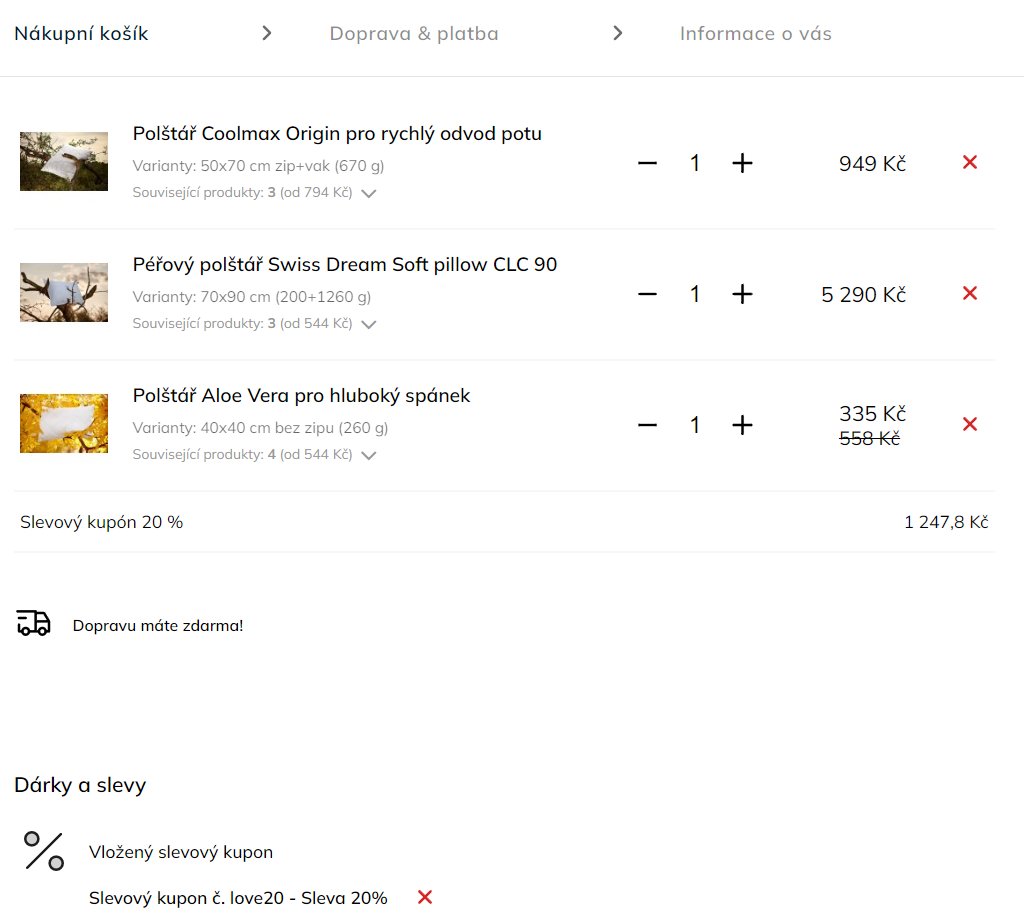 Nákupní košík
Doprava & platba
Informace o vás
Polštář Coolmax Origin pro rychlý odvod potu
Varianty: 50x70 cm zip+vak (670 g)
Související produkty: 3 (od 794 Kč)
1
949 Kč
Péřový polštář Swiss Dream Soft pillow CLC 90
Varianty: 70x90 cm (200+1260 g)
Související produkty: 3 (od 544 Kč)
1
5 290 Kč
Polštář Aloe Vera pro hluboký spánek
Varianty: 40x40 cm bez zipu (260 g)
Související produkty: 4 (od 544 Kč)
1
335 Kč
558 Kč
Slevový kupón 20 %
1 247,8 Kč
Dopravu máte zdarma!
Dárky a slevy
Vložený slevový kupon
Slevový kupon č. love20 - Sleva 20%